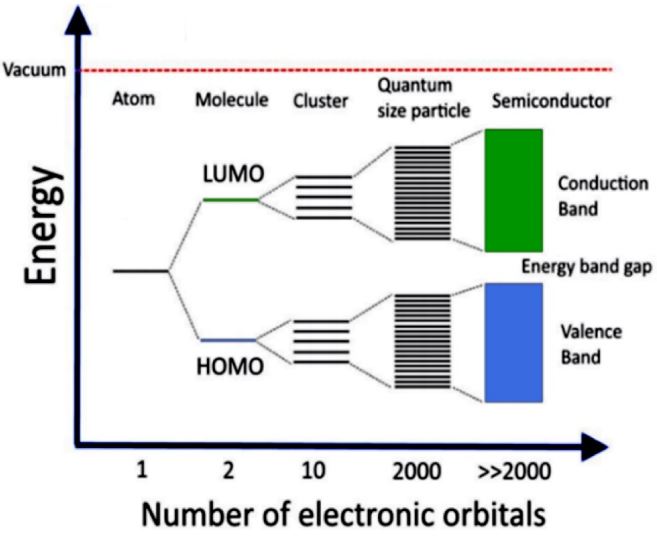 Vacuum
Atom
Molecule
Cluster
Quantum
size particle
Semiconductor
LUMO
Conduction
Band
Energy
Energy band gap
Valence
Band
HOMO
1
2
10
2000
>>2000
Number of electronic orbitals